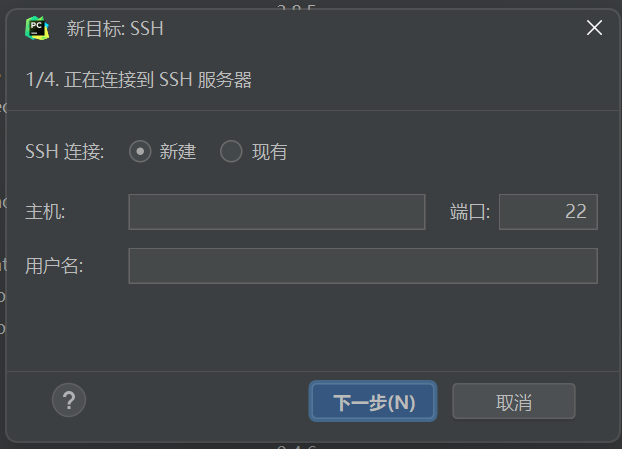 PC 新目标: SSH
1/4. 正在连接到 SSH 服务器
SSH 连接: 新建 现有
主机: 端口: 22
用户名:
? 下一步(N) 取消